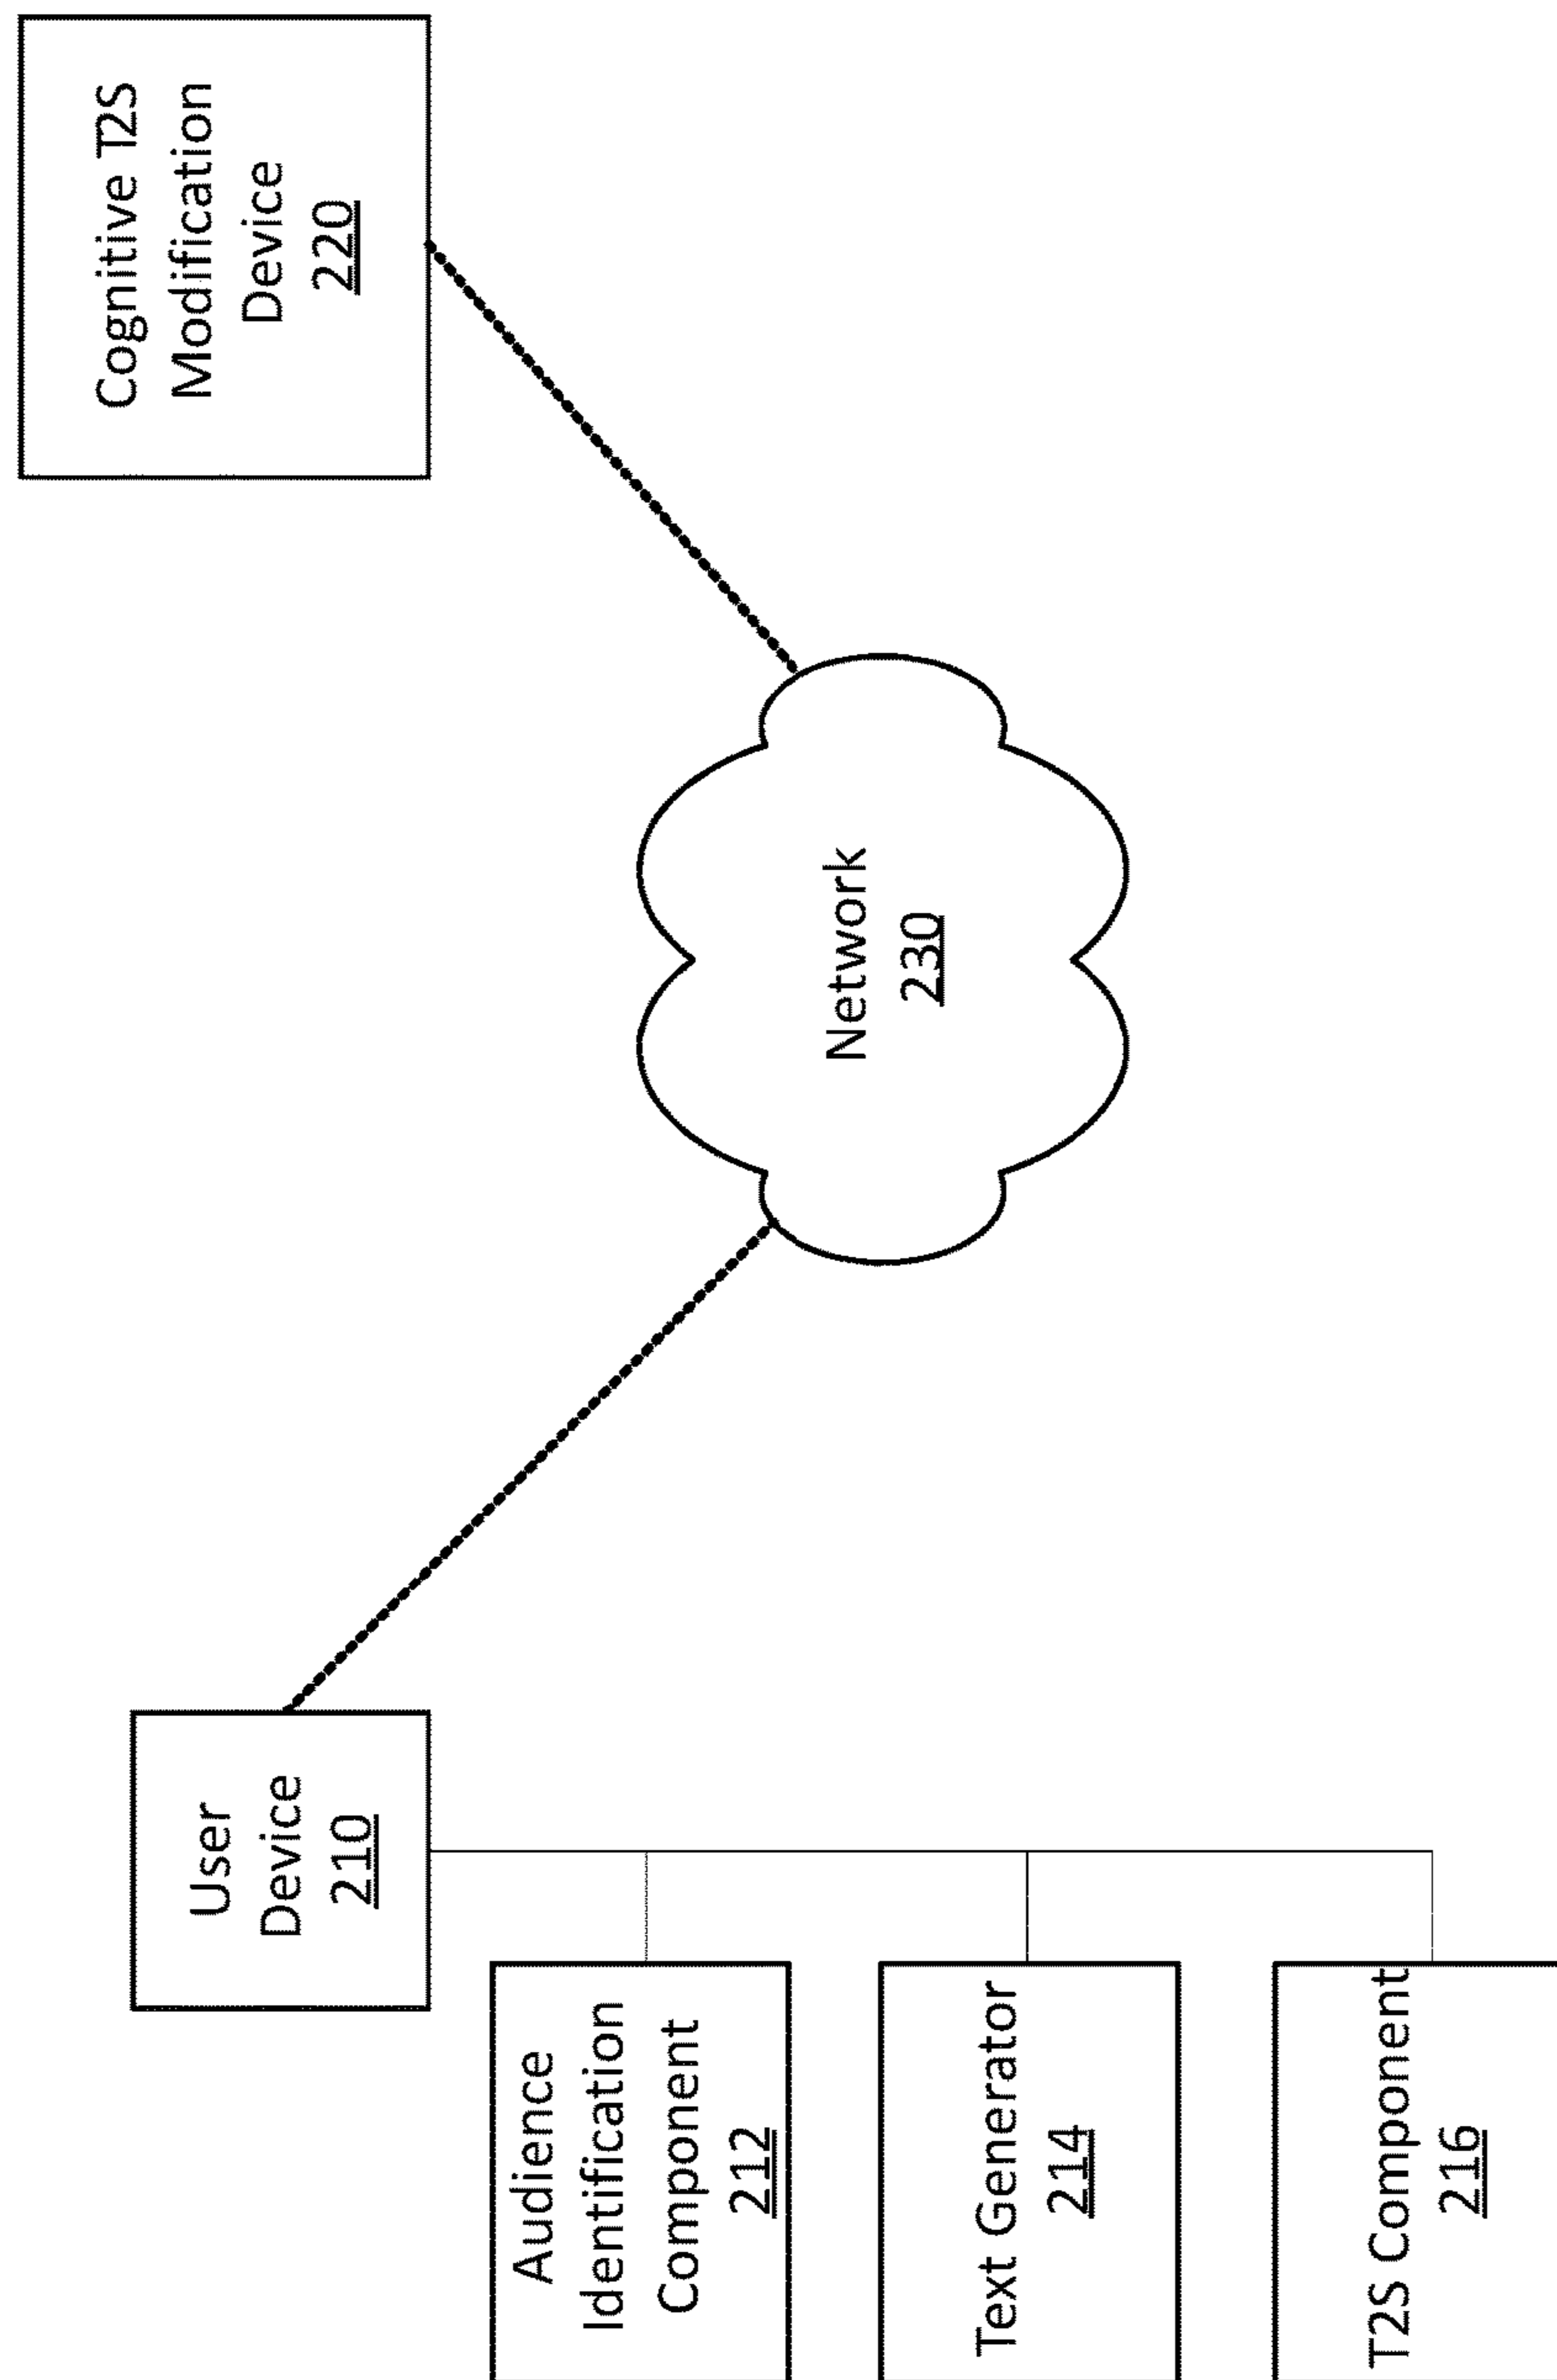 User
Device
210
Audience
Identification
Component
212
Text Generator
214
T2S Component
216
Network
230
Cognitive T2S
Modification
Device
220